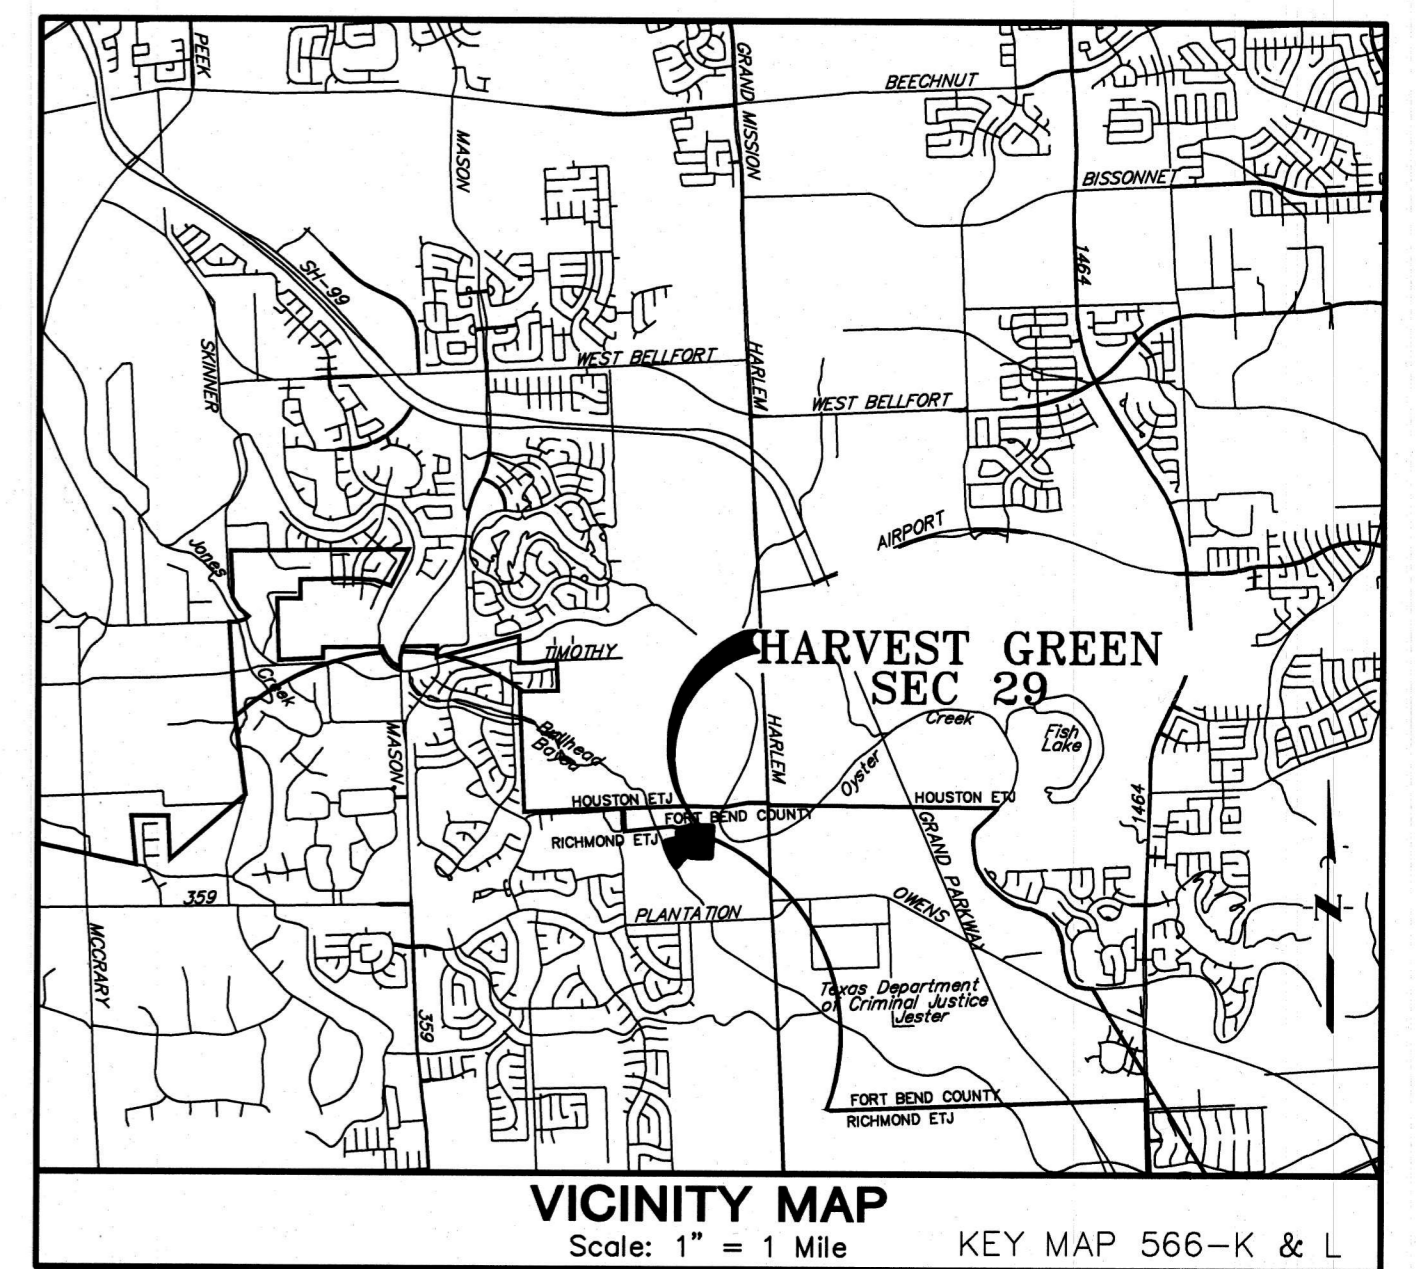 PEEK
GRAND MISSION
BEECHNUT
MASON
BISSONNET
1464
SH-99
SKINNER
WEST BELLFORT
HARLEM
WEST BELLFORT
AIRPORT
Jones
Creek
TIMOTHY
HARVEST GREEN
SEC 29
Creek
Fish
Lake
MASON
Bullhead
Bayou
HARLEM
Oyster
HOUSTON ETJ
HOUSTON ETJ
1464
FORT BEND COUNTY
RICHMOND ETJ
GRAND PARKWAY
359
PLANTATION
OWENS
MCCRARY
N
Texas Department
of Criminal Justice
Jester
359
FORT BEND COUNTY
RICHMOND ETJ
VICINITY MAP
Scale: 1" = 1 Mile
KEY MAP 566-K & L